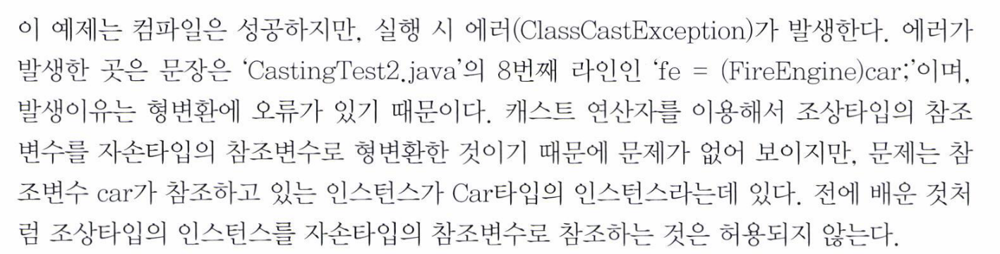 이 예제는 컴파일은 성공하지만, 실행 시 에러(ClassCastException)가 발생한다. 에러가
발생한 곳은 문장은 ‘CastingTest2.java’의 8번째 라인인 ‘fe = (FireEngine)car;’이며,
발생이유는 형변환에 오류가 있기 때문이다. 캐스트 연산자를 이용해서 조상타입의 참조
변수를 자손타입의 참조변수로 형변환한 것이기 때문에 문제가 없어 보이지만, 문제는 참
조변수 car가 참조하고 있는 인스턴스가 Car타입의 인스턴스라는데 있다. 전에 배운 것처
럼 조상타입의 인스턴스를 자손타입의 참조변수로 참조하는 것은 허용되지 않는다.